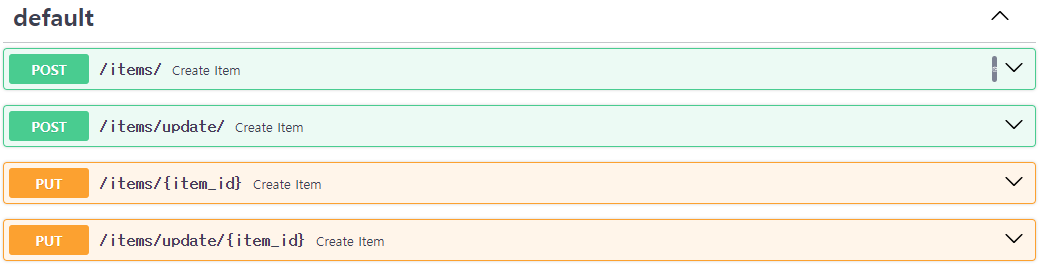 default
POST /items/ Create Item
POST /items/update/ Create Item
PUT /items/{item_id} Create Item
PUT /items/update/{item_id} Create Item